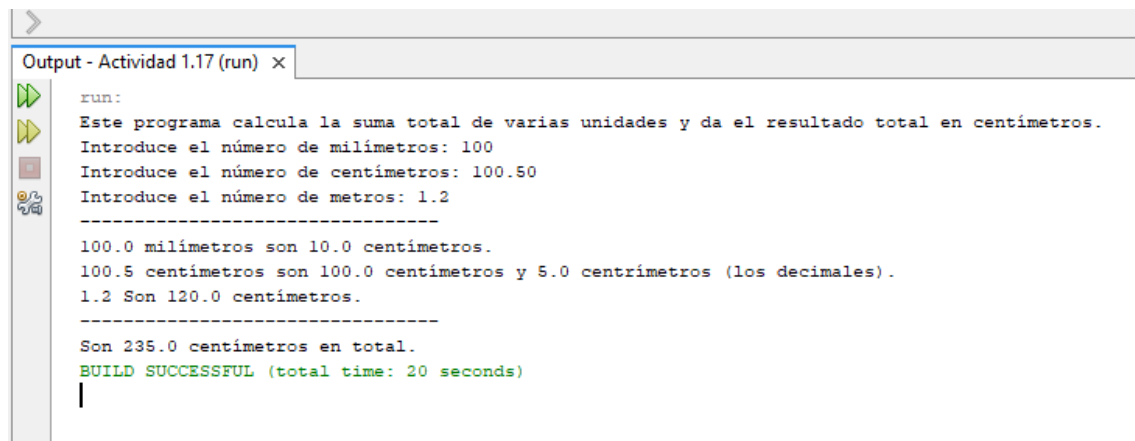 Output - Actividad 1.17 (run) ×
run:
Este programa calcula la suma total de varias unidades y da el resultado total en centímetros.
Introduce el número de milímetros: 100
Introduce el número de centímetros: 100.50
Introduce el número de metros: 1.2
---------------------------------
100.0 milímetros son 10.0 centímetros.
100.5 centímetros son 100.0 centímetros y 5.0 centrímetros (los decimales).
1.2 Son 120.0 centímetros.
---------------------------------
Son 235.0 centímetros en total.
BUILD SUCCESSFUL (total time: 20 seconds)